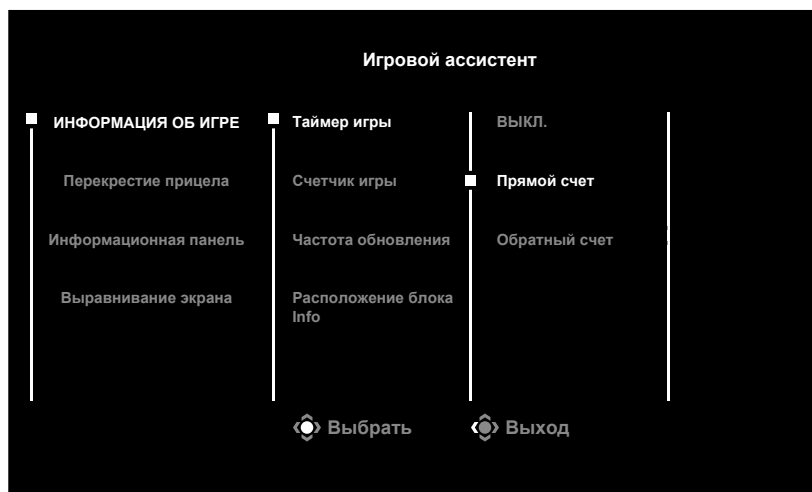 Игровой ассистент
ИНФОРМАЦИЯ ОБ ИГРЕ
Таймер игры
ВЫКЛ.
Перекрестие прицела
Счетчик игры
Прямой счет
Информационная панель
Частота обновления
Обратный счет
Выравнивание экрана
Расположение блока
Info
Выбрать
Выход